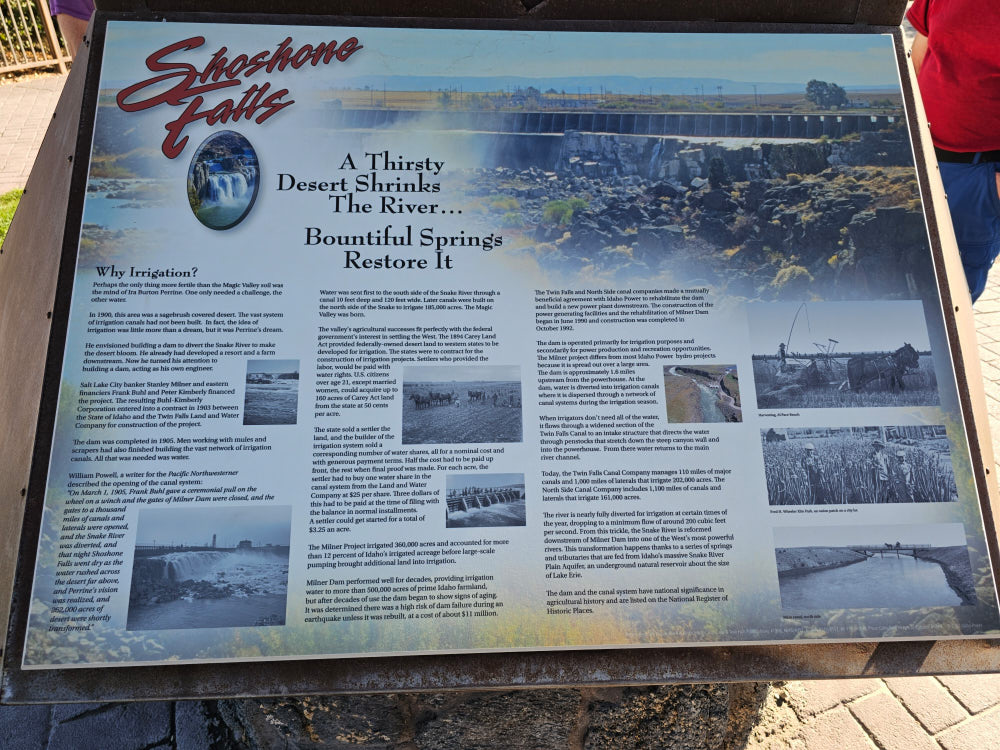 Shoshone
Falls
A Thirsty
Desert Shrinks
The River...
Bountiful Springs
Restore It
Why Irrigation?
Perhaps the only thing more fertile than the Magic Valley soil was
the mind of Ira Burton Perrine. One only needed a challenge, the
other water.
In 1900, this area was a sagebrush covered desert. The vast system
of irrigation canals had not been built. In fact, the idea of
irrigation was little more than a dream, but it was Perrine's dream.
He envisioned building a dam to divert the Snake River to make
the desert bloom. He already had developed a resort and a farm
downstream. Now he turned his attention to
building a dam, acting as his own engineer.
Salt Lake City banker Stanley Milner and eastern
financiers Frank Buhl and Peter Kimberly financed
the project. The resulting Buhl-Kimberly
Corporation entered into a contract in 1903 between
the State of Idaho and the Twin Falls Land and Water
Company for construction of the project.
The dam was completed in 1905. Men working with mules and
scrapers had also finished building the vast network of irrigation
canals. All that was needed was water.
William Powell, a writer for the Pacific Northwesterner
described the opening of the canal system:
"On March 1, 1905, Frank Buhl gave a ceremonial pull on the
wheel on a winch and the gates of Milner Dam were closed, and the
gates to a thousand
miles of canals and
laterals were opened,
and the Snake River
was diverted, and
that night Shoshone
Falls went dry as the
water rushed across
the desert far above,
and Perrine's vision
was realized, and
262,000 acres of
desert were shortly
transformed."
Water was sent first to the south side of the Snake River through a
canal 10 feet deep and 120 feet wide. Later canals were built on
the north side of the Snake to irrigate 185,000 acres. The Magic
Valley was born.
The valley's agricultural successes fit perfectly with the federal
government's interest in settling the West. The 1894 Carey Land
Act provided federally-owned desert land to western states to be
developed for irrigation. The states were to contract for the
construction of irrigation projects. Settlers who provided the
labor, would be paid with
water rights. U.S. citizens
over age 21, except married
women, could acquire up to
160 acres of Carey Act land
from the state at 50 cents
per acre.
The state sold a settler the
land, and the builder of the
irrigation system sold a
corresponding number of water shares, all for a nominal cost and
with generous payment terms. Half the cost had to be paid up
front, the rest when final proof was made. For each acre, the
settler had to buy one water share in the
canal system from the Land and Water
Company at $25 per share. Three dollars of
this had to be paid at the time of filing with
the balance in normal installments.
A settler could get started for a total of
$3.25 an acre.
The Milner Project irrigated 360,000 acres and accounted for more
than 12 percent of Idaho's irrigated acreage before large-scale
pumping brought additional land into irrigation.
Milner Dam performed well for decades, providing irrigation
water to more than 500,000 acres of prime Idaho farmland,
but after decades of use the dam began to show signs of aging.
It was determined there was a high risk of dam failure during an
earthquake unless it was rebuilt, at a cost of about $11 million.
The Twin Falls and North Side canal companies made a mutually
beneficial agreement with Idaho Power to rehabilitate the dam
and build a new power plant downstream. The construction of the
power generating facilities and the rehabilitation of Milner Dam
began in June 1990 and construction was completed in
October 1992.
The dam is operated primarily for irrigation purposes and
secondarily for power production and recreation opportunities.
The Milner project differs from most Idaho Power hydro projects
because it is spread out over a large area.
The dam is approximately 1.6 miles
upstream from the powerhouse. At the
dam, water is diverted into irrigation canals
where it is dispersed through a network of
canal systems during the irrigation season.
When irrigators don't need all of the water,
it flows through a widened section of the
Twin Falls Canal to an intake structure that directs the water
through penstocks that stretch down the steep canyon wall and
into the powerhouse. From there water returns to the main
river channel.
Today, the Twin Falls Canal Company manages 110 miles of major
canals and 1,000 miles of laterals that irrigate 202,000 acres. The
North Side Canal Company includes 1,100 miles of canals and
laterals that irrigate 161,000 acres.
The river is nearly fully diverted for irrigation at certain times of
the year, dropping to a minimum flow of around 200 cubic feet
per second. From this trickle, the Snake River is reformed
downstream of Milner Dam into one of the West's most powerful
rivers. This transformation happens thanks to a series of springs
and tributaries that are fed from Idaho's massive Snake River
Plain Aquifer, an underground natural reservoir about the size
of Lake Erie.
The dam and the canal system have national significance in
agricultural history and are listed on the National Register of
Historic Places.
Harvesting,